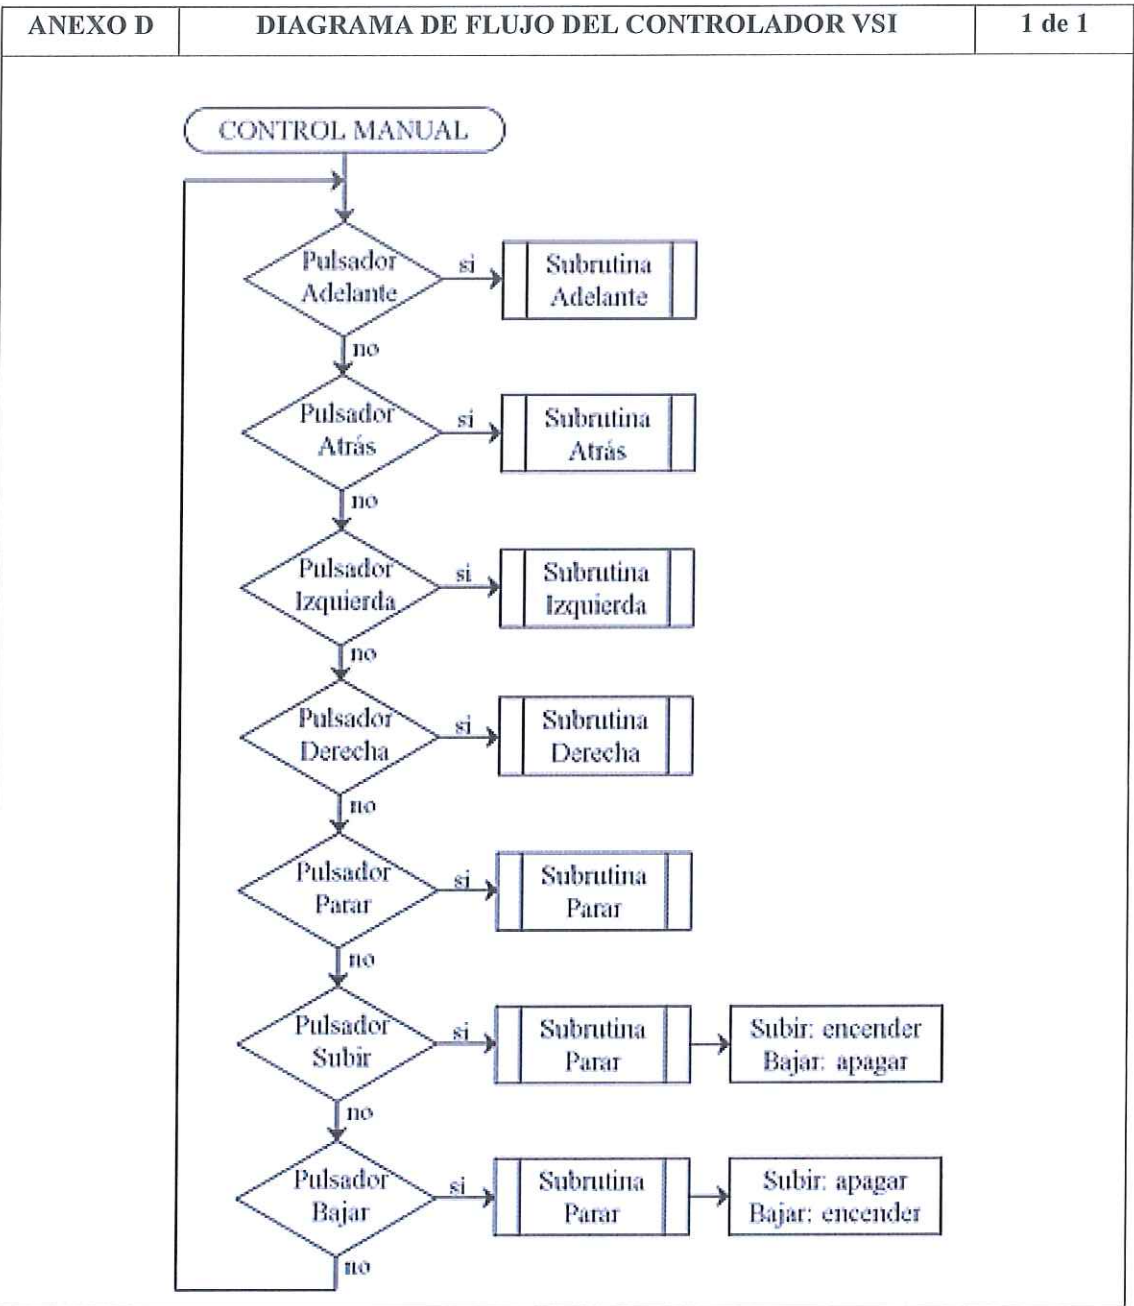 ANEXO D
DIAGRAMA DE FLUJO DEL CONTROLADOR VSI
1 de 1
CONTROL MANUAL
Pulsador
Adelante
si
Subrutina
Adelante
no
Pulsador
Atrás
si
Subrutina
Atrás
no
Pulsador
Izquierda
si
Subrutina
Izquierda
no
Pulsador
Derecha
si
Subrutina
Derecha
no
Pulsador
Parar
si
Subrutina
Parar
no
Pulsador
Subir
si
Subrutina
Parar
Subir: encender
Bajar: apagar
no
Pulsador
Bajar
si
Subrutina
Parar
Subir: apagar
Bajar: encender
no